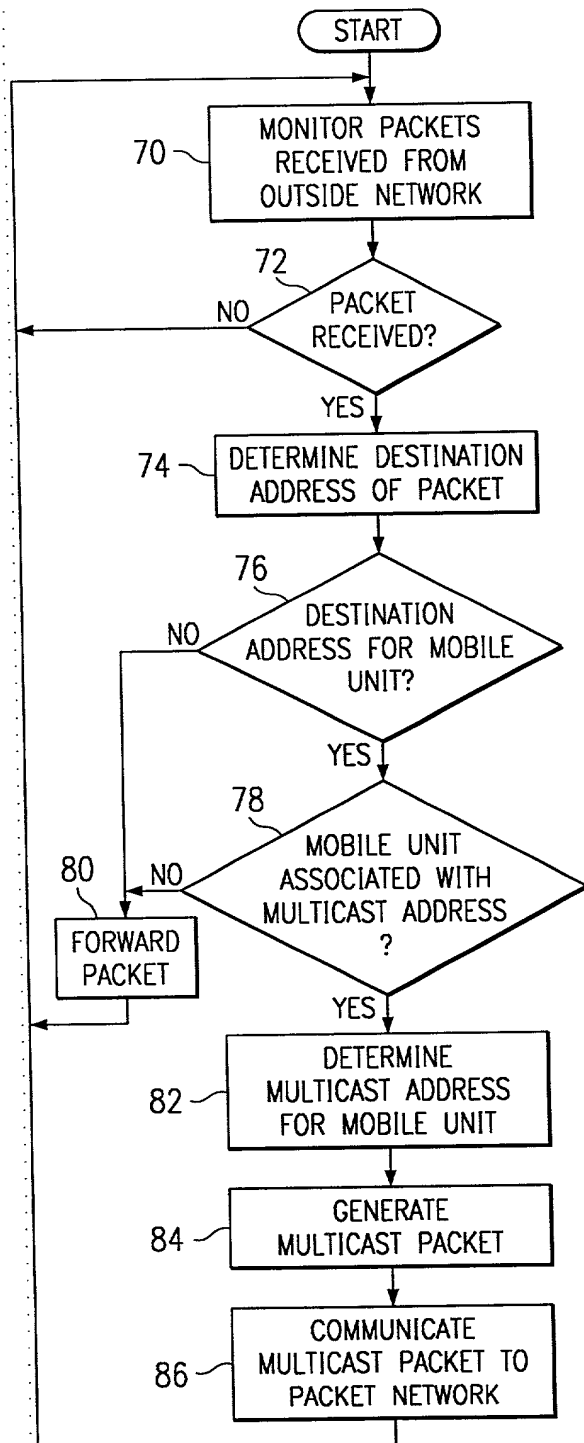 START
70
MONITOR PACKETS
RECEIVED FROM
OUTSIDE NETWORK
72
NO
PACKET
RECEIVED?
YES
74
DETERMINE DESTINATION
ADDRESS OF PACKET
76
NO
DESTINATION
ADDRESS FOR MOBILE
UNIT?
YES
78
80
NO
MOBILE UNIT
ASSOCIATED WITH
MULTICAST ADDRESS
?
FORWARD
PACKET
YES
82
DETERMINE
MULTICAST ADDRESS
FOR MOBILE UNIT
84
GENERATE
MULTICAST PACKET
86
COMMUNICATE
MULTICAST PACKET TO
PACKET NETWORK